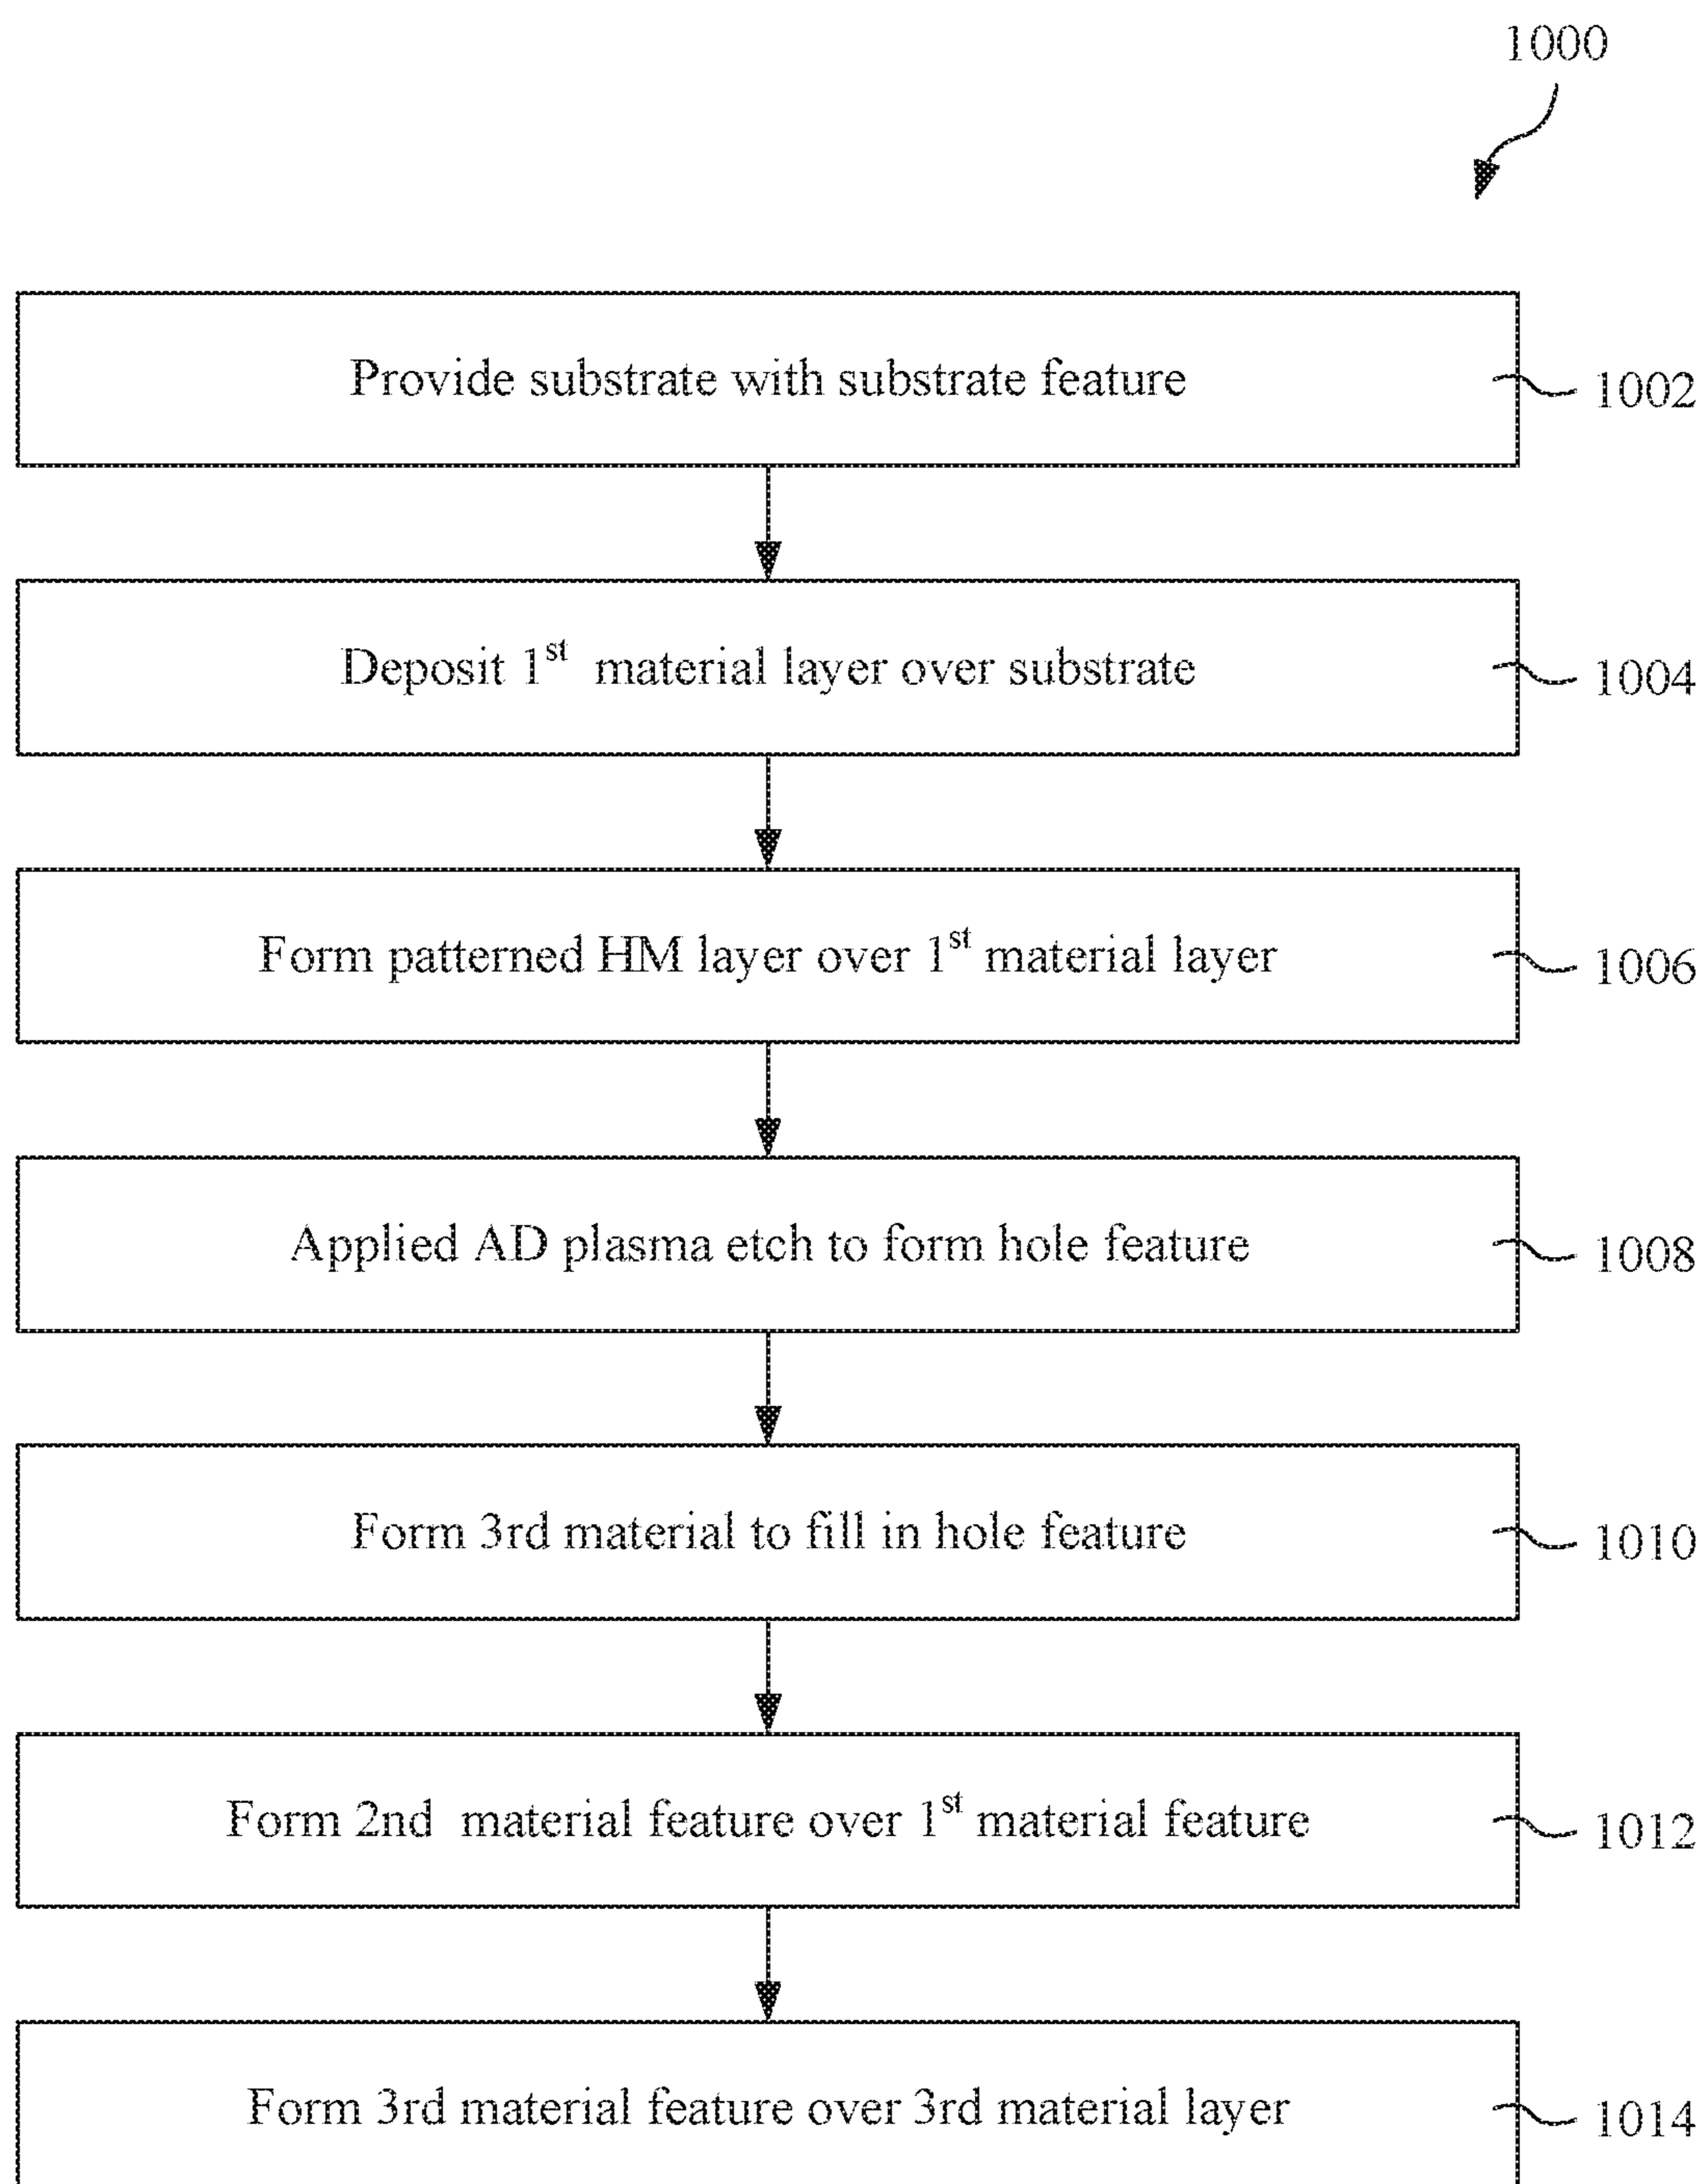 1000
Provide substrate with substrate feature
1002
Deposit 1st material layer over substrate
1004
Form patterned HM layer over 1st material layer
1006
Applied AD plasma etch to form hole feature
1008
Form 3rd material to fill in hole feature
1010
Form 2nd material feature over 1st material feature
1012
Form 3rd material feature over 3rd material layer
1014